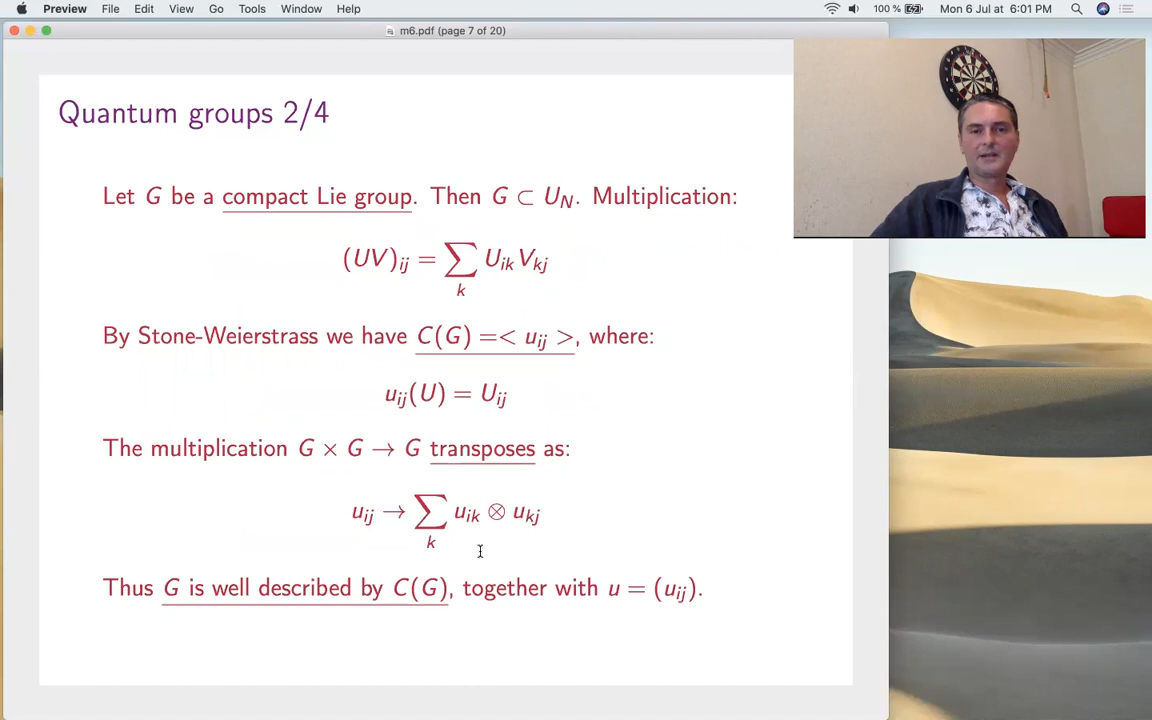 Preview File Edit View Go Tools Window Help 100 % Mon 6 Jul at 6:01 PM
m6.pdf (page 7 of 20)
Quantum groups 2/4
Let G be a compact Lie group. Then G ⊂ U_N. Multiplication:
(UV)_ij = ∑_k U_ik V_kj
By Stone-Weierstrass we have C(G) =< u_ij >, where:
u_ij(U) = U_ij
The multiplication G × G → G transposes as:
u_ij → ∑_k u_ik ⊗ u_kj
Thus G is well described by C(G), together with u = (u_ij).